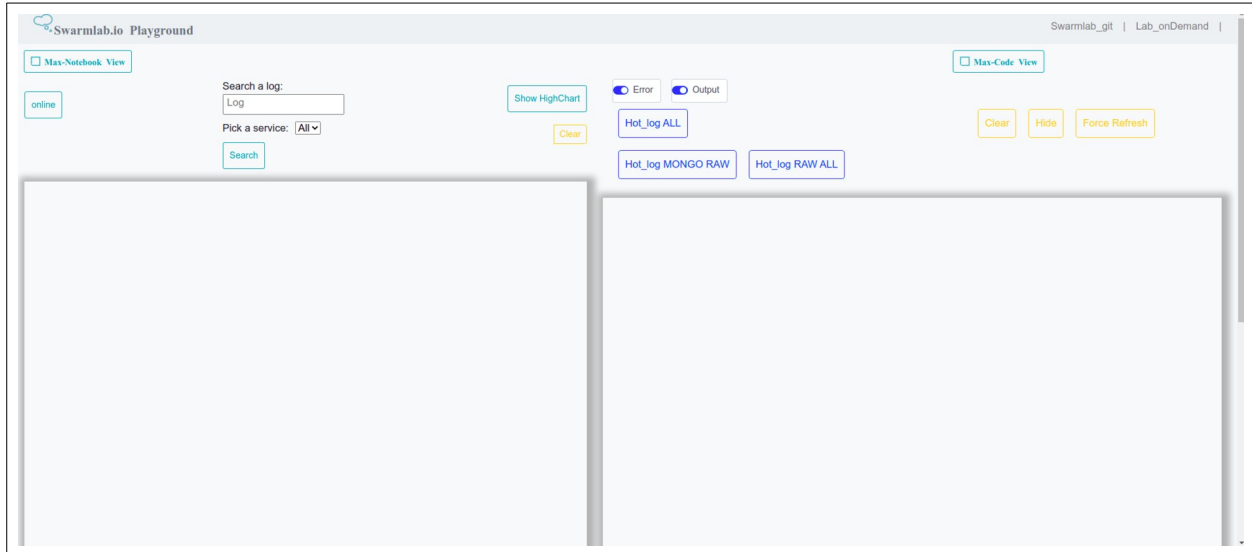 Swarmlab.io Playground
Swarmlab_git | Lab_onDemand |
Max-Notebook View
Max-Code View
online
Search a log:
Log
Pick a service: All
Search
Show HighChart
Clear
Error
Output
Hot_log ALL
Clear
Hide
Force Refresh
Hot_log MONGO RAW
Hot_log RAW ALL